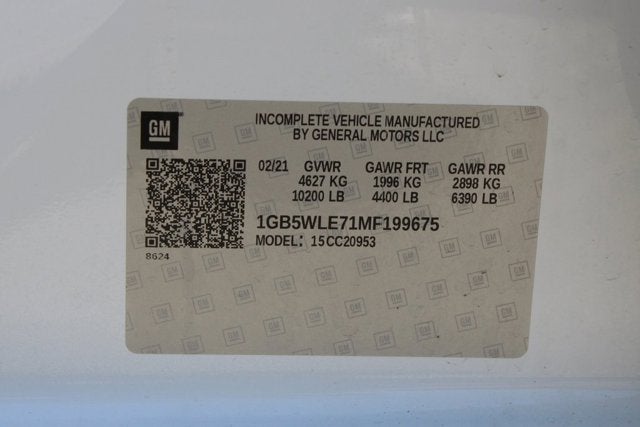 GM
INCOMPLETE VEHICLE MANUFACTURED
BY GENERAL MOTORS LLC
02/21 GVWR GAWR FRT GAWR RR
4627 KG 1996 KG 2898 KG
10200 LB 4400 LB 6390 LB
1GB5WLE71MF199675
MODEL: 15CC20953
8624